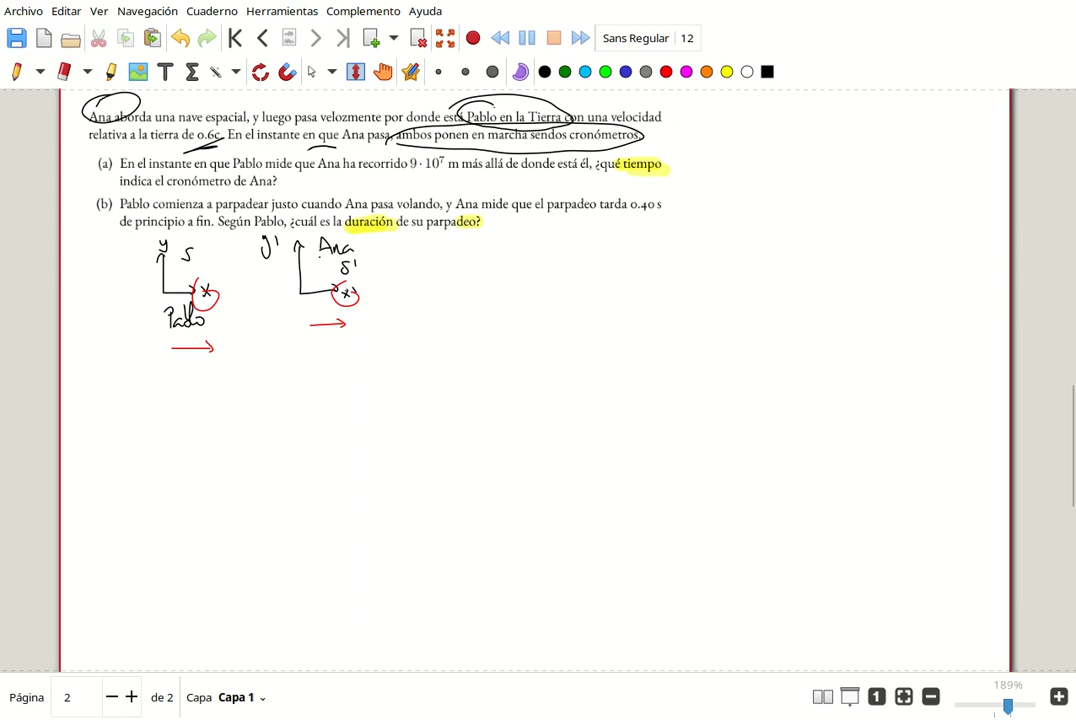 Archivo Editar Ver Navegación Cuaderno Herramientas Complemento Ayuda
Sans Regular 12
Ana aborda una nave espacial, y luego pasa velozmente por donde está Pablo en la Tierra con una velocidad
relativa a la tierra de 0.6c. En el instante en que Ana pasa, ambos ponen en marcha sendos cronómetros.
(a) En el instante en que Pablo mide que Ana ha recorrido 9 · 10⁷ m más allá de donde está él, ¿qué tiempo
indica el cronómetro de Ana?
(b) Pablo comienza a parpadear justo cuando Ana pasa volando, y Ana mide que el parpadeo tarda 0.40 s
de principio a fin. Según Pablo, ¿cuál es la duración de su parpadeo?
y S y' Ana
S'
x x'
Pablo
189%
Página 2 de 2 Capa Capa 1
1